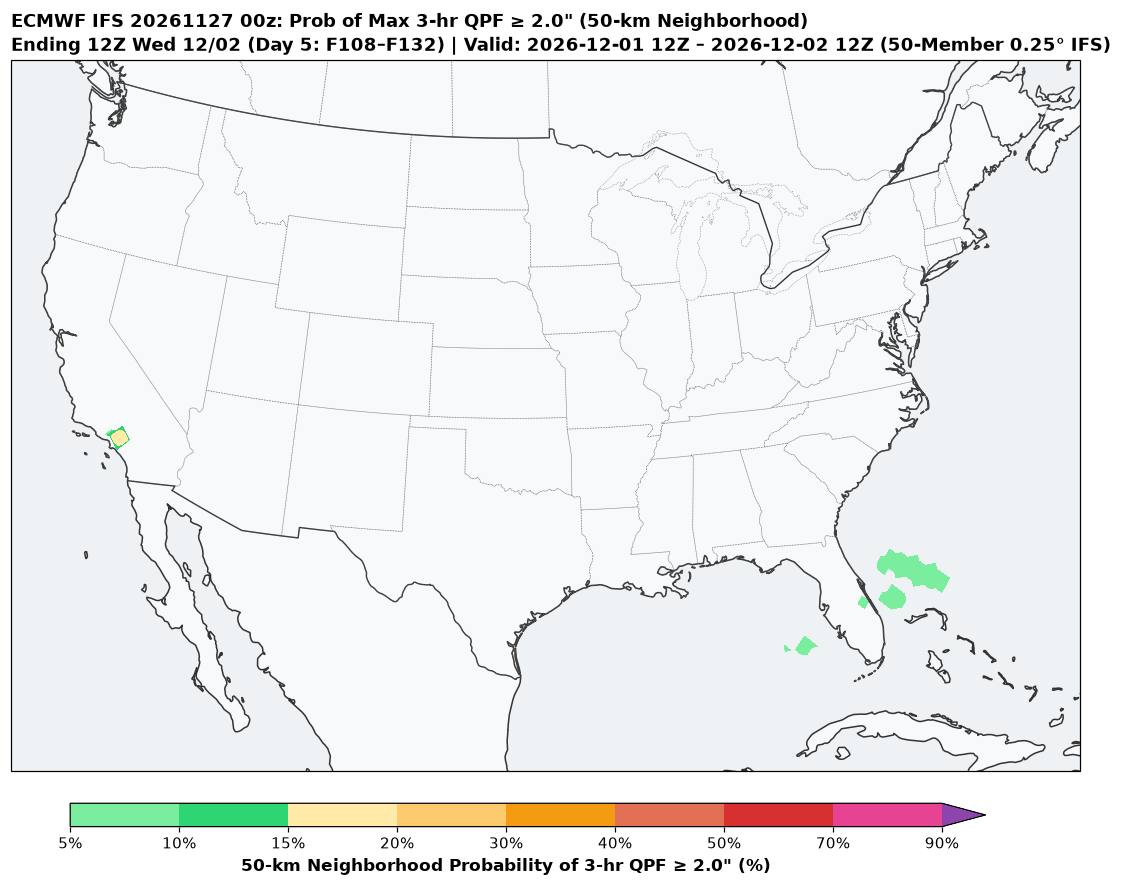 ECMWF IFS 20261127 00z: Prob of Max 3-hr QPF ≥ 2.0" (50-km Neighborhood)
Ending 12Z Wed 12/02 (Day 5: F108–F132) | Valid: 2026-12-01 12Z – 2026-12-02 12Z (50-Member 0.25° IFS)
5% 10% 15% 20% 30% 40% 50% 70% 90%
50-km Neighborhood Probability of 3-hr QPF ≥ 2.0" (%)